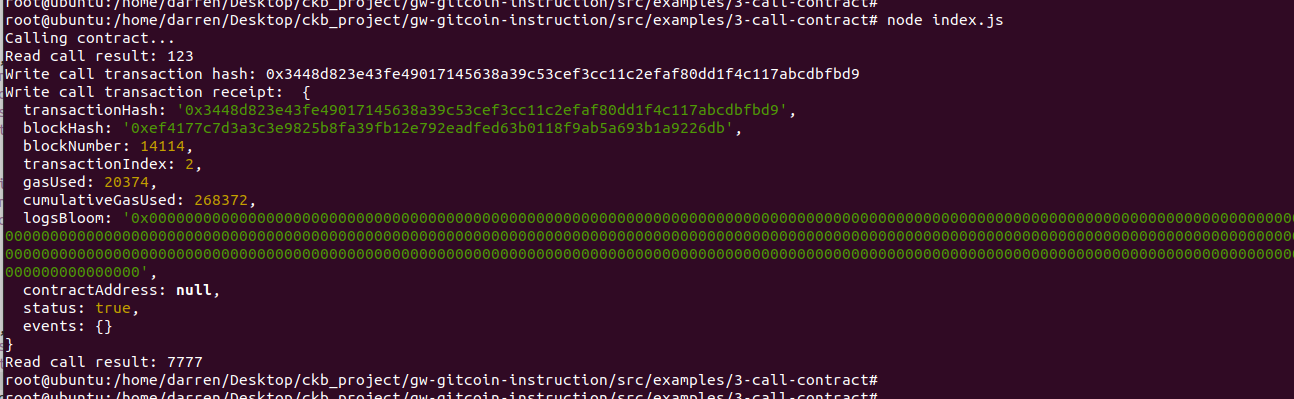 root@ubuntu:/home/darren/Desktop/ckb_project/gw-gitcoin-instruction/src/examples/3-call-contract#
root@ubuntu:/home/darren/Desktop/ckb_project/gw-gitcoin-instruction/src/examples/3-call-contract# node index.js
Calling contract...
Read call result: 123
Write call transaction hash: 0x3448d823e43fe49017145638a39c53cef3cc11c2efaf80dd1f4c117abcdbfbd9
Write call transaction receipt:  {
  transactionHash: '0x3448d823e43fe49017145638a39c53cef3cc11c2efaf80dd1f4c117abcdbfbd9',
  blockHash: '0xef4177c7d3a3c3e9825b8fa39fb12e792eadfed63b0118f9ab5a693b1a9226db',
  blockNumber: 14114,
  transactionIndex: 2,
  gasUsed: 20374,
  cumulativeGasUsed: 268372,
  logsBloom:
000000000000000',
  contractAddress: null,
  status: true,
  events: {}
}
Read call result: 7777
root@ubuntu:/home/darren/Desktop/ckb_project/gw-gitcoin-instruction/src/examples/3-call-contract#
root@ubuntu:/home/darren/Desktop/ckb_project/gw-gitcoin-instruction/src/examples/3-call-contract#